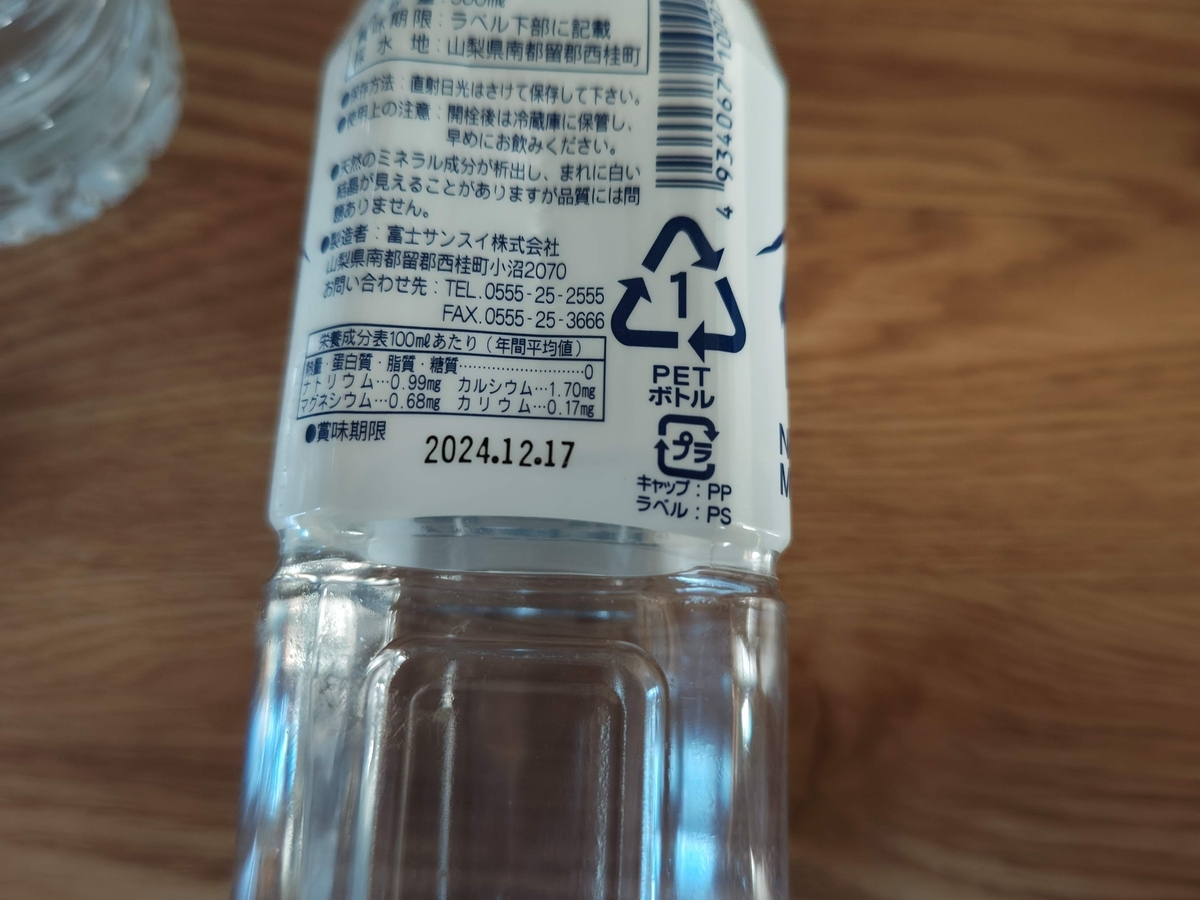 量：500㎖
賞味期限：ラベル下部に記載
採水地：山梨県南都留郡西桂町
●保存方法：直射日光はさけて保存して下さい。
●使用上の注意：開栓後は冷蔵庫に保管し、
早めにお飲みください。
●天然のミネラル成分が析出し、まれに白い
結晶が見えることがありますが品質には問
題ありません。
●製造者：富士サンスイ株式会社
山梨県南都留郡西桂町小沼2070
お問い合わせ先：TEL.0555-25-2555
FAX.0555-25-3666
栄養成分表100㎖あたり（年間平均値）
熱量・蛋白質・脂質・糖質…………………………0
ナトリウム…0.99㎎ カルシウム…1.70㎎
マグネシウム…0.68㎎ カリウム…0.17㎎
●賞味期限
2024.12.17
4 934067
1
PET
ボトル
プラ
キャップ：PP
ラベル：PS